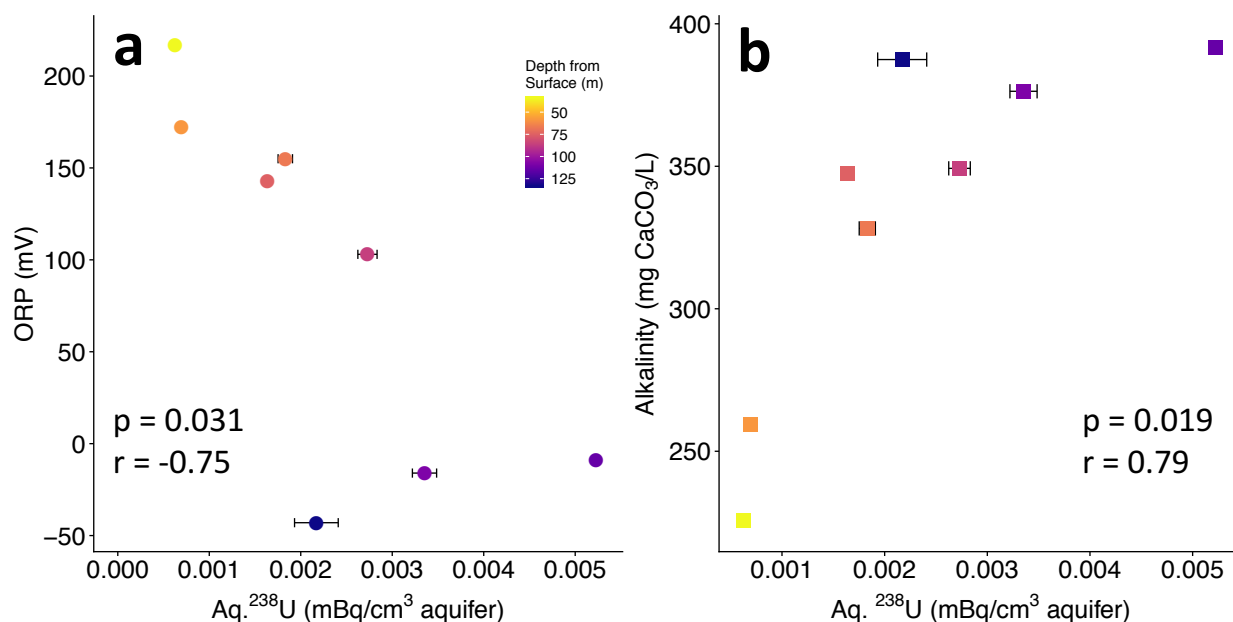 a
200
150
100
50
0
−50
ORP (mV)
Depth from
Surface (m)
50
75
100
125
p = 0.031
r = -0.75
0.000 0.001 0.002 0.003 0.004 0.005
Aq.²³⁸U (mBq/cm³ aquifer)
b
400
350
300
250
Alkalinity (mg CaCO₃/L)
p = 0.019
r = 0.79
0.001 0.002 0.003 0.004 0.005
Aq. ²³⁸U (mBq/cm³ aquifer)